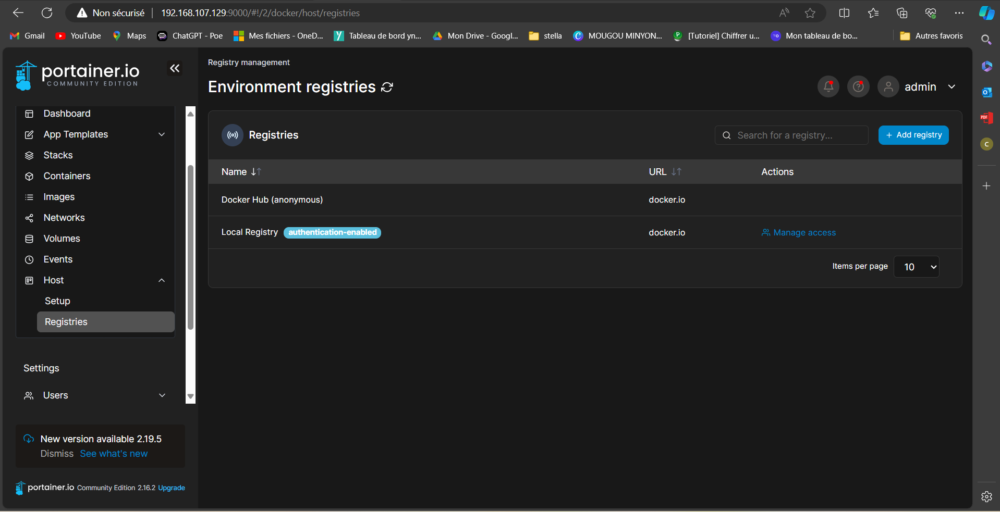 Non sécurisé 192.168.107.129:9000/#!/2/docker/host/registries
Gmail YouTube Maps ChatGPT - Poe Mes fichiers - OneD... Tableau de bord yn... Mon Drive - Googl... stella MOUGOU MINYON... [Tutoriel] Chiffrer u... Mon tableau de bo... Autres favoris
portainer.io
COMMUNITY EDITION
Dashboard
App Templates
Stacks
Containers
Images
Networks
Volumes
Events
Host
Setup
Registries
Settings
Users
New version available 2.19.5
Dismiss See what's new
portainer.io Community Edition 2.16.2 Upgrade
Registry management
Environment registries
admin
Registries
Search for a registry...
+ Add registry
Name URL Actions
Docker Hub (anonymous) docker.io
Local Registry authentication-enabled docker.io Manage access
Items per page 10
PDF
C